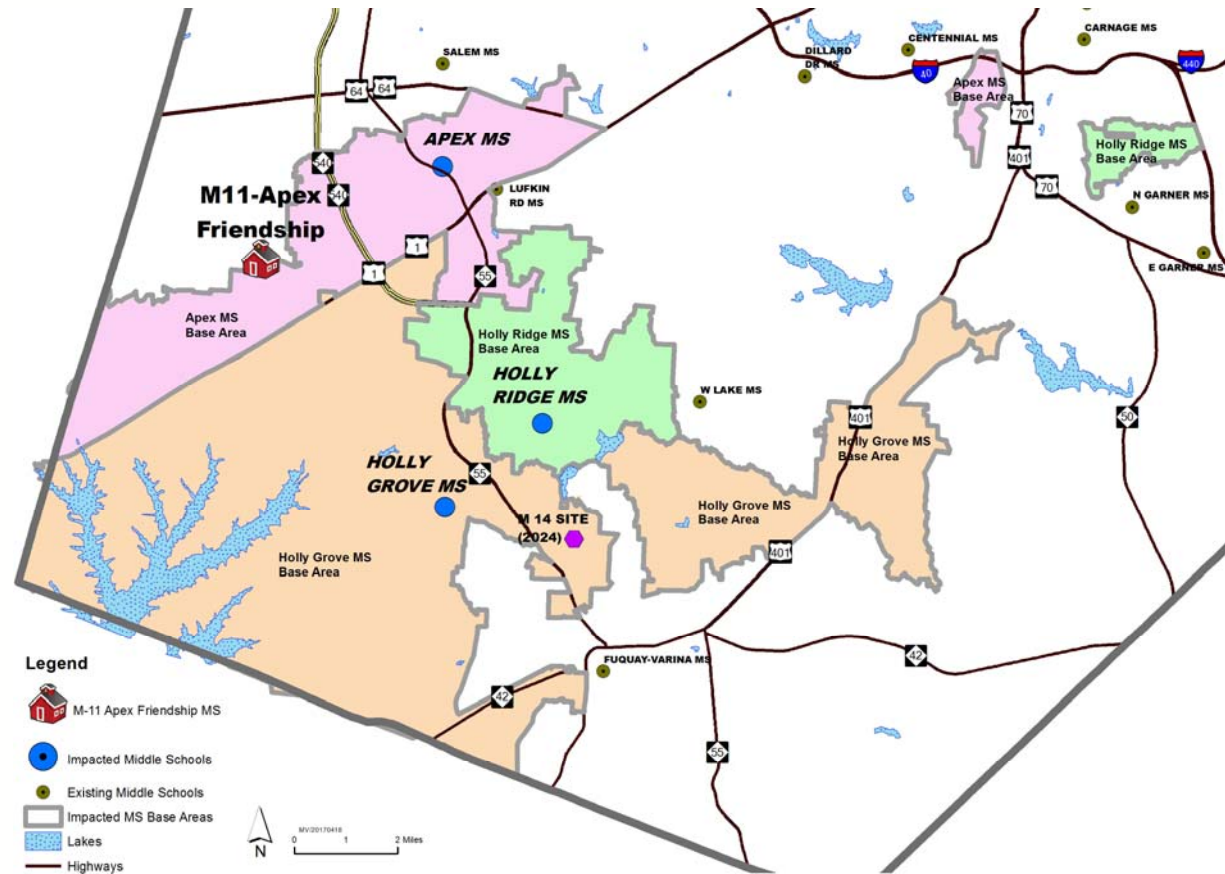 SALEM MS
DILLARD
DR MS
CENTENNIAL MS
CARNAGE MS
40
440
64
64
Apex MS
Base Area
70
APEX MS
540
401
Holly Ridge MS
Base Area
M11-Apex
Friendship
540
LUFKIN
RD MS
70
N GARNER MS
1
E GARNER MS
1
55
Apex MS
Base Area
Holly Ridge MS
Base Area
HOLLY
RIDGE MS
W LAKE MS
401
50
Holly Grove MS
Base Area
HOLLY
GROVE MS
55
Holly Grove MS
Base Area
M 14 SITE
(2024)
Holly Grove MS
Base Area
401
42
FUQUAY-VARINA MS
42
55
Legend
M-11 Apex Friendship MS
Impacted Middle Schools
Existing Middle Schools
Impacted MS Base Areas
Lakes
Highways
N
MV/20170418
0 1 2 Miles